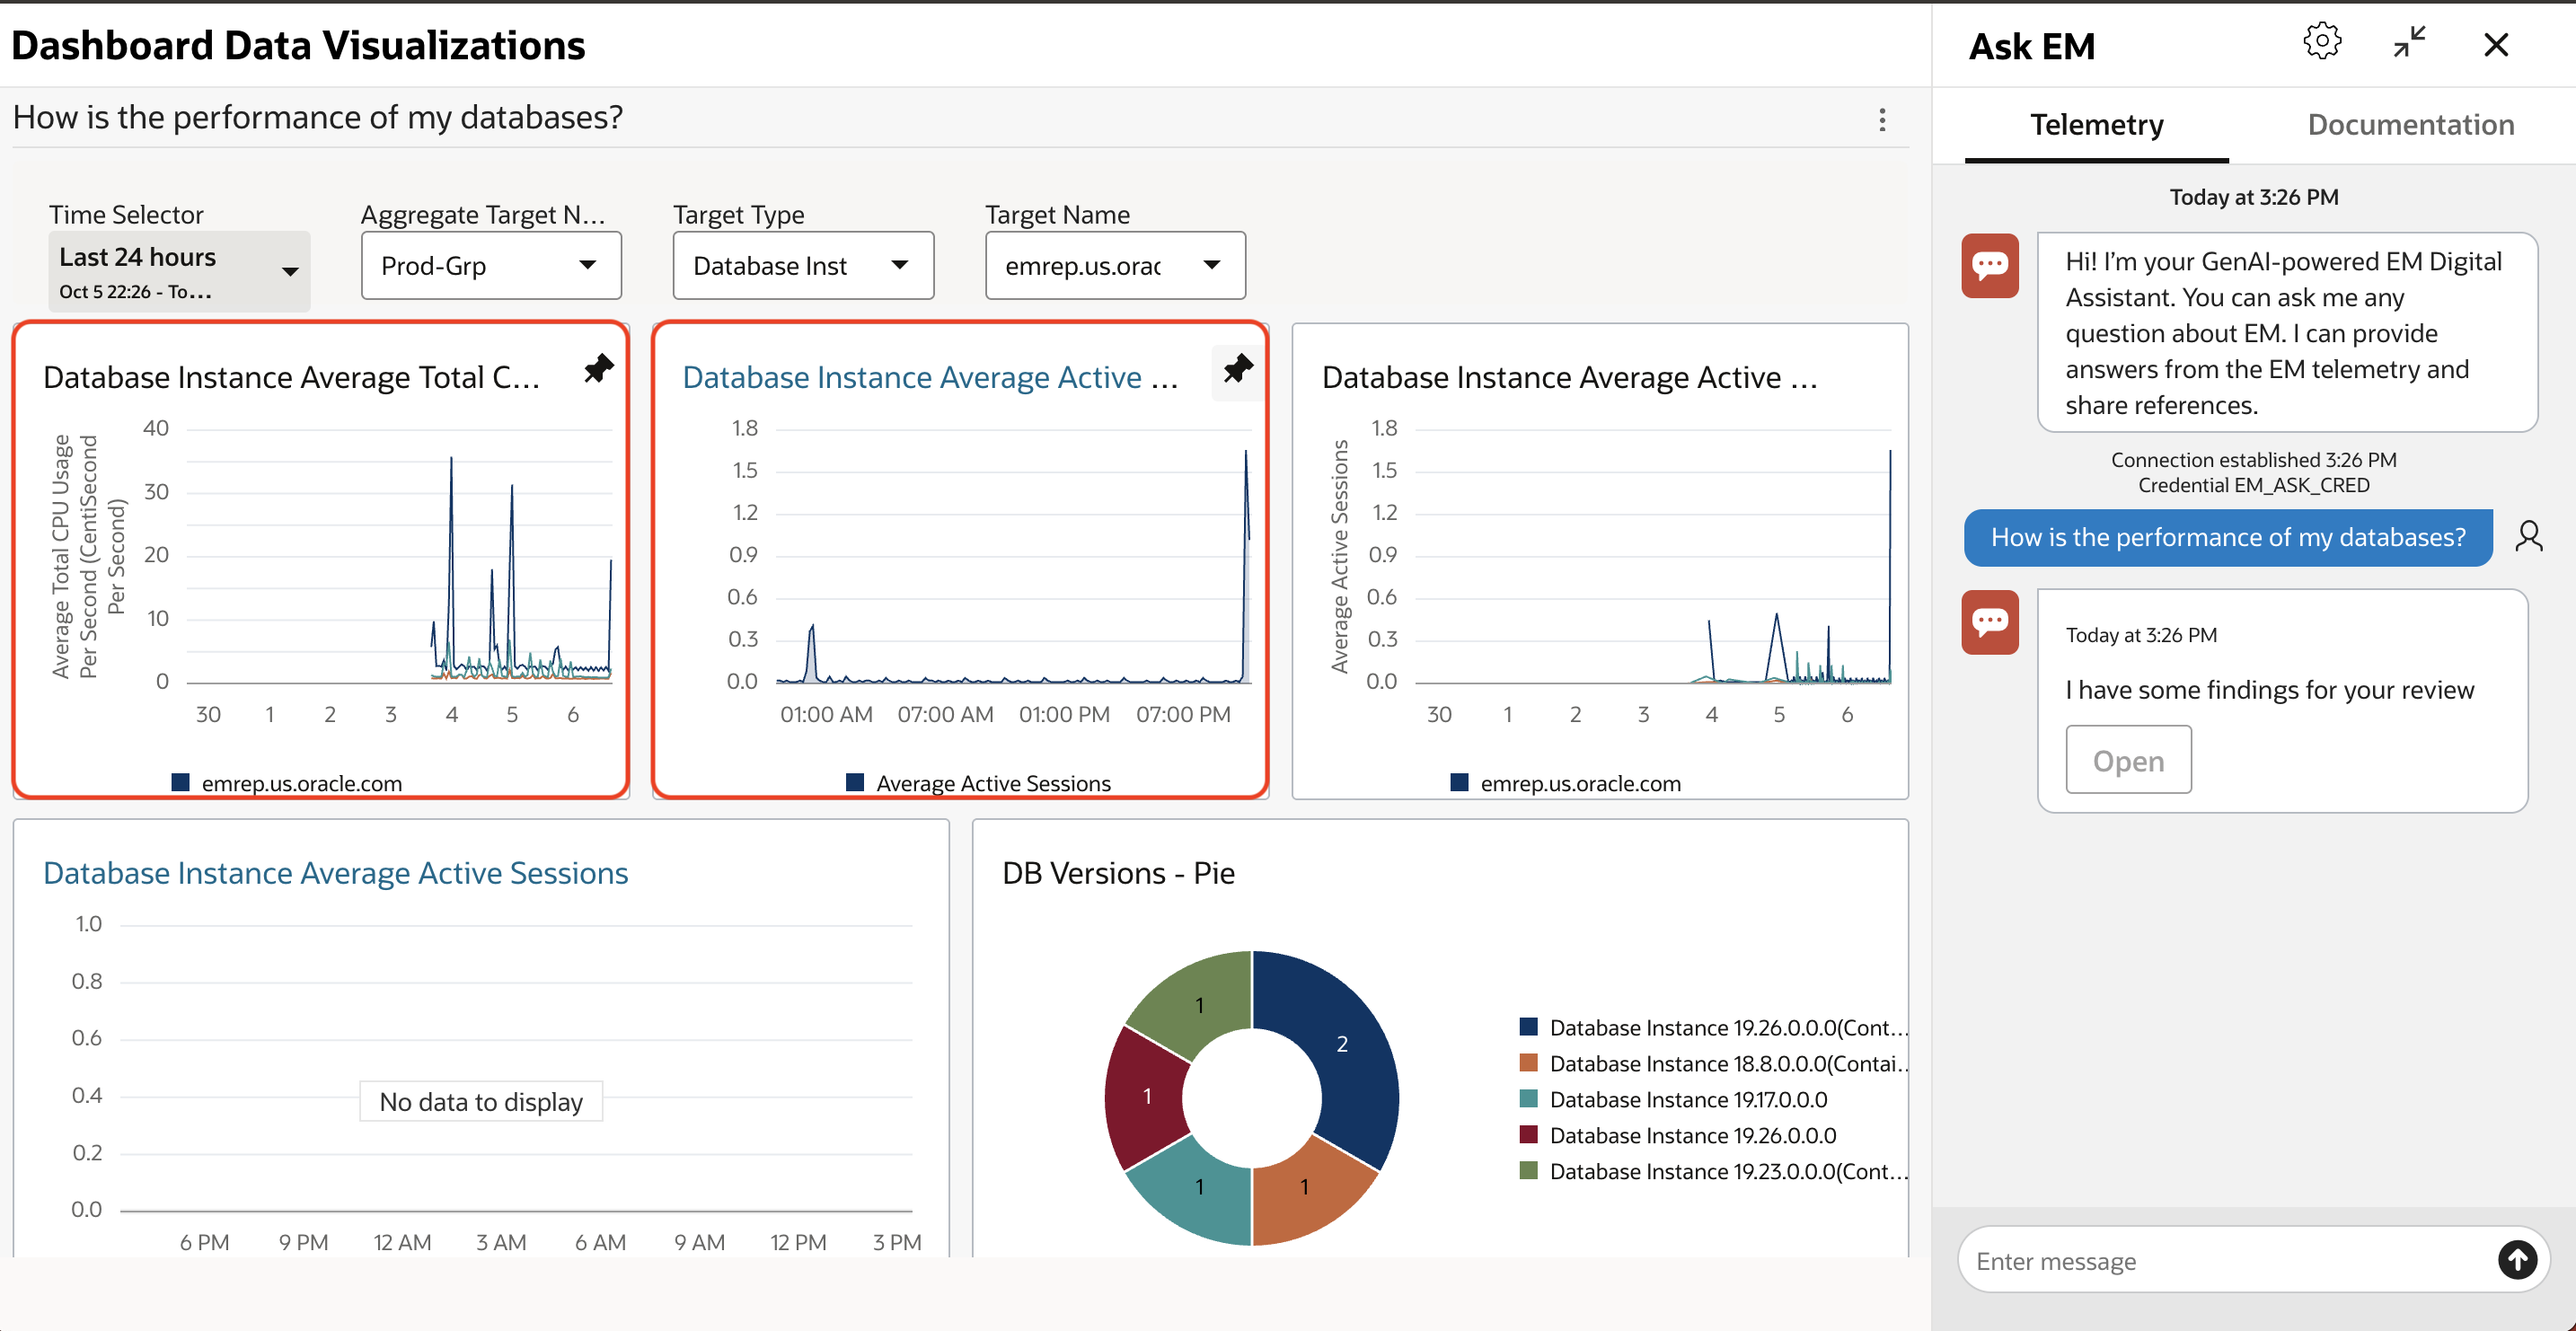 Dashboard Data Visualizations
How is the performance of my databases?
Time Selector
Last 24 hours
Oct 5 22:26 - To...
Aggregate Target N...
Prod-Grp
Target Type
Database Inst
Target Name
emrep.us.orac
Database Instance Average Total C...
Average Total CPU Usage
Per Second (CentiSecond
Per Second)
40
30
20
10
0
30 1 2 3 4 5 6
emrep.us.oracle.com
Database Instance Average Active ...
1.8
1.5
1.2
0.9
0.6
0.3
0.0
01:00 AM 07:00 AM 01:00 PM 07:00 PM
Average Active Sessions
Database Instance Average Active ...
Average Active Sessions
1.8
1.5
1.2
0.9
0.6
0.3
0.0
30 1 2 3 4 5 6
emrep.us.oracle.com
Database Instance Average Active Sessions
1.0
0.8
0.6
0.4
0.2
0.0
No data to display
6 PM 9 PM 12 AM 3 AM 6 AM 9 AM 12 PM 3 PM
DB Versions - Pie
1
2
1
1
1
Database Instance 19.26.0.0.0(Cont...
Database Instance 18.8.0.0.0(Contai...
Database Instance 19.17.0.0.0
Database Instance 19.26.0.0.0
Database Instance 19.23.0.0.0(Cont...
Ask EM
Telemetry
Documentation
Today at 3:26 PM
Hi! I'm your GenAI-powered EM Digital
Assistant. You can ask me any
question about EM. I can provide
answers from the EM telemetry and
share references.
Connection established 3:26 PM
Credential EM_ASK_CRED
How is the performance of my databases?
Today at 3:26 PM
I have some findings for your review
Open
Enter message